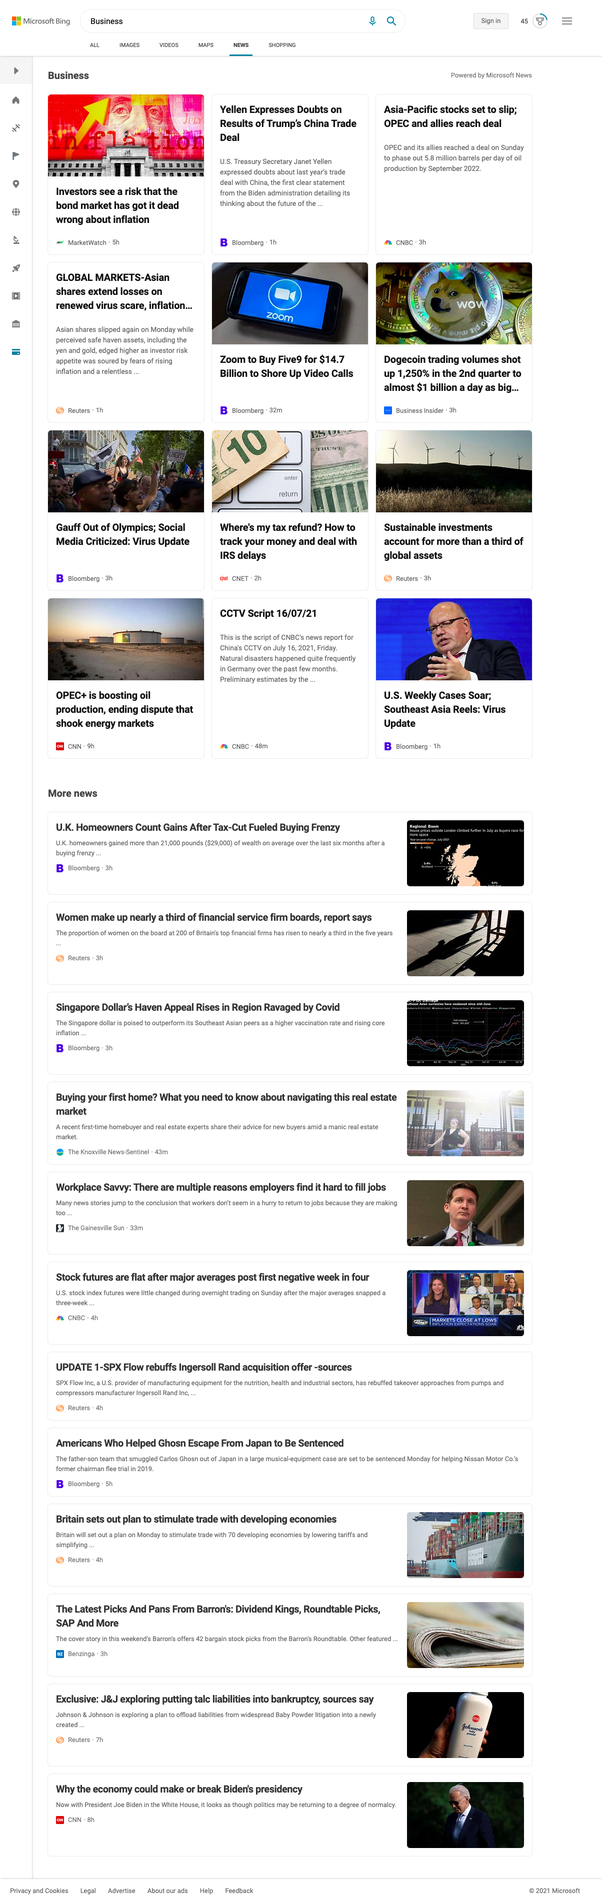 Microsoft Bing
Business
Sign in
45
ALL IMAGES VIDEOS MAPS NEWS SHOPPING
Business
Powered by Microsoft News
Investors see a risk that the
bond market has got it dead
wrong about inflation
MarketWatch · 5h
Yellen Expresses Doubts on
Results of Trump's China Trade
Deal
U.S. Treasury Secretary Janet Yellen
expressed doubts about last year's trade
deal with China, the first clear statement
from the Biden administration detailing its
thinking about the future of the ...
Bloomberg · 1h
Asia-Pacific stocks set to slip;
OPEC and allies reach deal
OPEC and its allies reached a deal on Sunday
to phase out 5.8 million barrels per day of oil
production by September 2022.
CNBC · 3h
GLOBAL MARKETS-Asian
shares extend losses on
renewed virus scare, inflation...
Asian shares slipped again on Monday while
perceived safe haven assets, including the
yen and gold, edged higher as investor risk
appetite was soured by fears of rising
inflation and a relentless ...
Reuters · 1h
zoom
Zoom to Buy Five9 for $14.7
Billion to Shore Up Video Calls
Bloomberg · 32m
WOW
Dogecoin trading volumes shot
up 1,250% in the 2nd quarter to
almost $1 billion a day as big...
Business Insider · 3h
Gauff Out of Olympics; Social
Media Criticized: Virus Update
Bloomberg · 3h
10
enter
return
Where's my tax refund? How to
track your money and deal with
IRS delays
CNET · 2h
Sustainable investments
account for more than a third of
global assets
Reuters · 3h
OPEC+ is boosting oil
production, ending dispute that
shook energy markets
CNN · 9h
CCTV Script 16/07/21
This is the script of CNBC's news report for
China's CCTV on July 16, 2021, Friday.
Natural disasters happened quite frequently
in Germany over the past few months.
Preliminary estimates by the ...
CNBC · 48m
U.S. Weekly Cases Soar;
Southeast Asia Reels: Virus
Update
Bloomberg · 1h
More news
U.K. Homeowners Count Gains After Tax-Cut Fueled Buying Frenzy
U.K. homeowners gained more than 21,000 pounds ($29,000) of wealth on average over the last six months after a
buying frenzy ...
Bloomberg · 3h
Regional Boom
Women make up nearly a third of financial service firm boards, report says
The proportion of women on the board at 200 of Britain's top financial firms has risen to nearly a third in the five years
...
Reuters · 3h
Singapore Dollar's Haven Appeal Rises in Region Ravaged by Covid
The Singapore dollar is poised to outperform its Southeast Asian peers as a higher vaccination rate and rising core
inflation ...
Bloomberg · 3h
Buying your first home? What you need to know about navigating this real estate
market
A recent first-time homebuyer and real estate experts share their advice for new buyers amid a manic real estate
market.
The Knoxville News-Sentinel · 43m
Workplace Savvy: There are multiple reasons employers find it hard to fill jobs
Many news stories jump to the conclusion that workers don't seem in a hurry to return to jobs because they are making
too ...
The Gainesville Sun · 33m
Stock futures are flat after major averages post first negative week in four
U.S. stock index futures were little changed during overnight trading on Sunday after the major averages snapped a
three-week ...
CNBC · 4h
MARKETS CLOSE AT LOWS
INFLATION EXPECTATIONS SOAR
UPDATE 1-SPX Flow rebuffs Ingersoll Rand acquisition offer -sources
SPX Flow Inc, a U.S. provider of manufacturing equipment for the nutrition, health and industrial sectors, has rebuffed takeover approaches from pumps and
compressors manufacturer Ingersoll Rand Inc, ...
Reuters · 4h
Americans Who Helped Ghosn Escape From Japan to Be Sentenced
The father-son team that smuggled Carlos Ghosn out of Japan in a large musical-equipment case are set to be sentenced Monday for helping Nissan Motor Co.'s
former chairman flee trial in 2019.
Bloomberg · 5h
Britain sets out plan to stimulate trade with developing economies
Britain will set out a plan on Monday to stimulate trade with 70 developing economies by lowering tariffs and
simplifying ...
Reuters · 4h
The Latest Picks And Pans From Barron's: Dividend Kings, Roundtable Picks,
SAP And More
The cover story in this weekend's Barron's offers 42 bargain stock picks from the Barron's Roundtable. Other featured ...
Benzinga · 3h
Exclusive: J&J exploring putting talc liabilities into bankruptcy, sources say
Johnson & Johnson is exploring a plan to offload liabilities from widespread Baby Powder litigation into a newly
created ...
Reuters · 7h
Johnson's
Why the economy could make or break Biden's presidency
Now with President Joe Biden in the White House, it looks as though politics may be returning to a degree of normalcy.
CNN · 8h
Privacy and Cookies Legal Advertise About our ads Help Feedback
© 2021 Microsoft